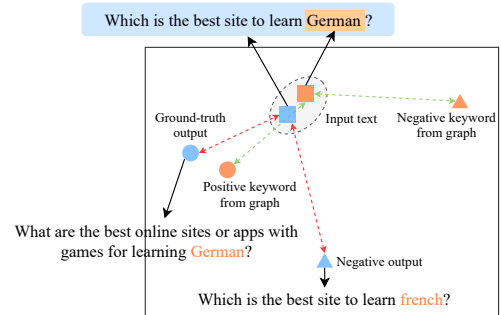 Which is the best site to learn German ?
Ground-truth
output
Input text
Negative keyword
from graph
Positive keyword
from graph
What are the best online sites or apps with
games for learning German?
Negative output
Which is the best site to learn french?